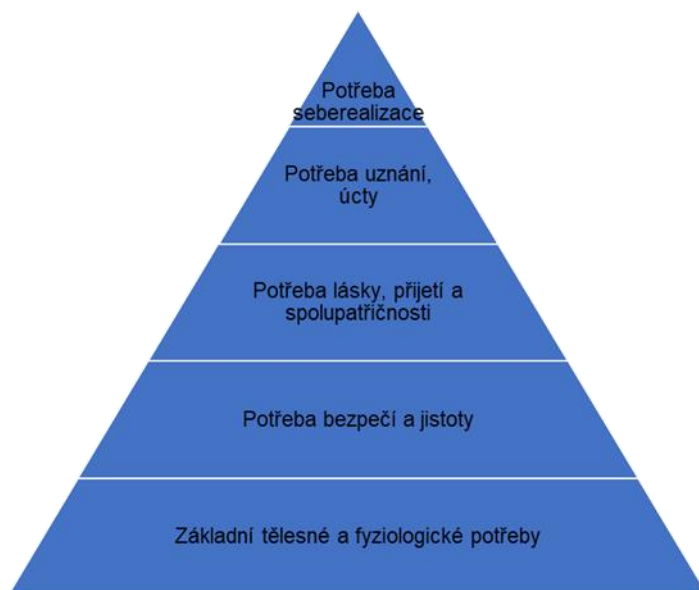 Potřeba
seberealizace
Potřeba uznání,
úcty
Potřeba lásky, přijetí a
spolupatřičnosti
Potřeba bezpečí a jistoty
Základní tělesné a fyziologické potřeby